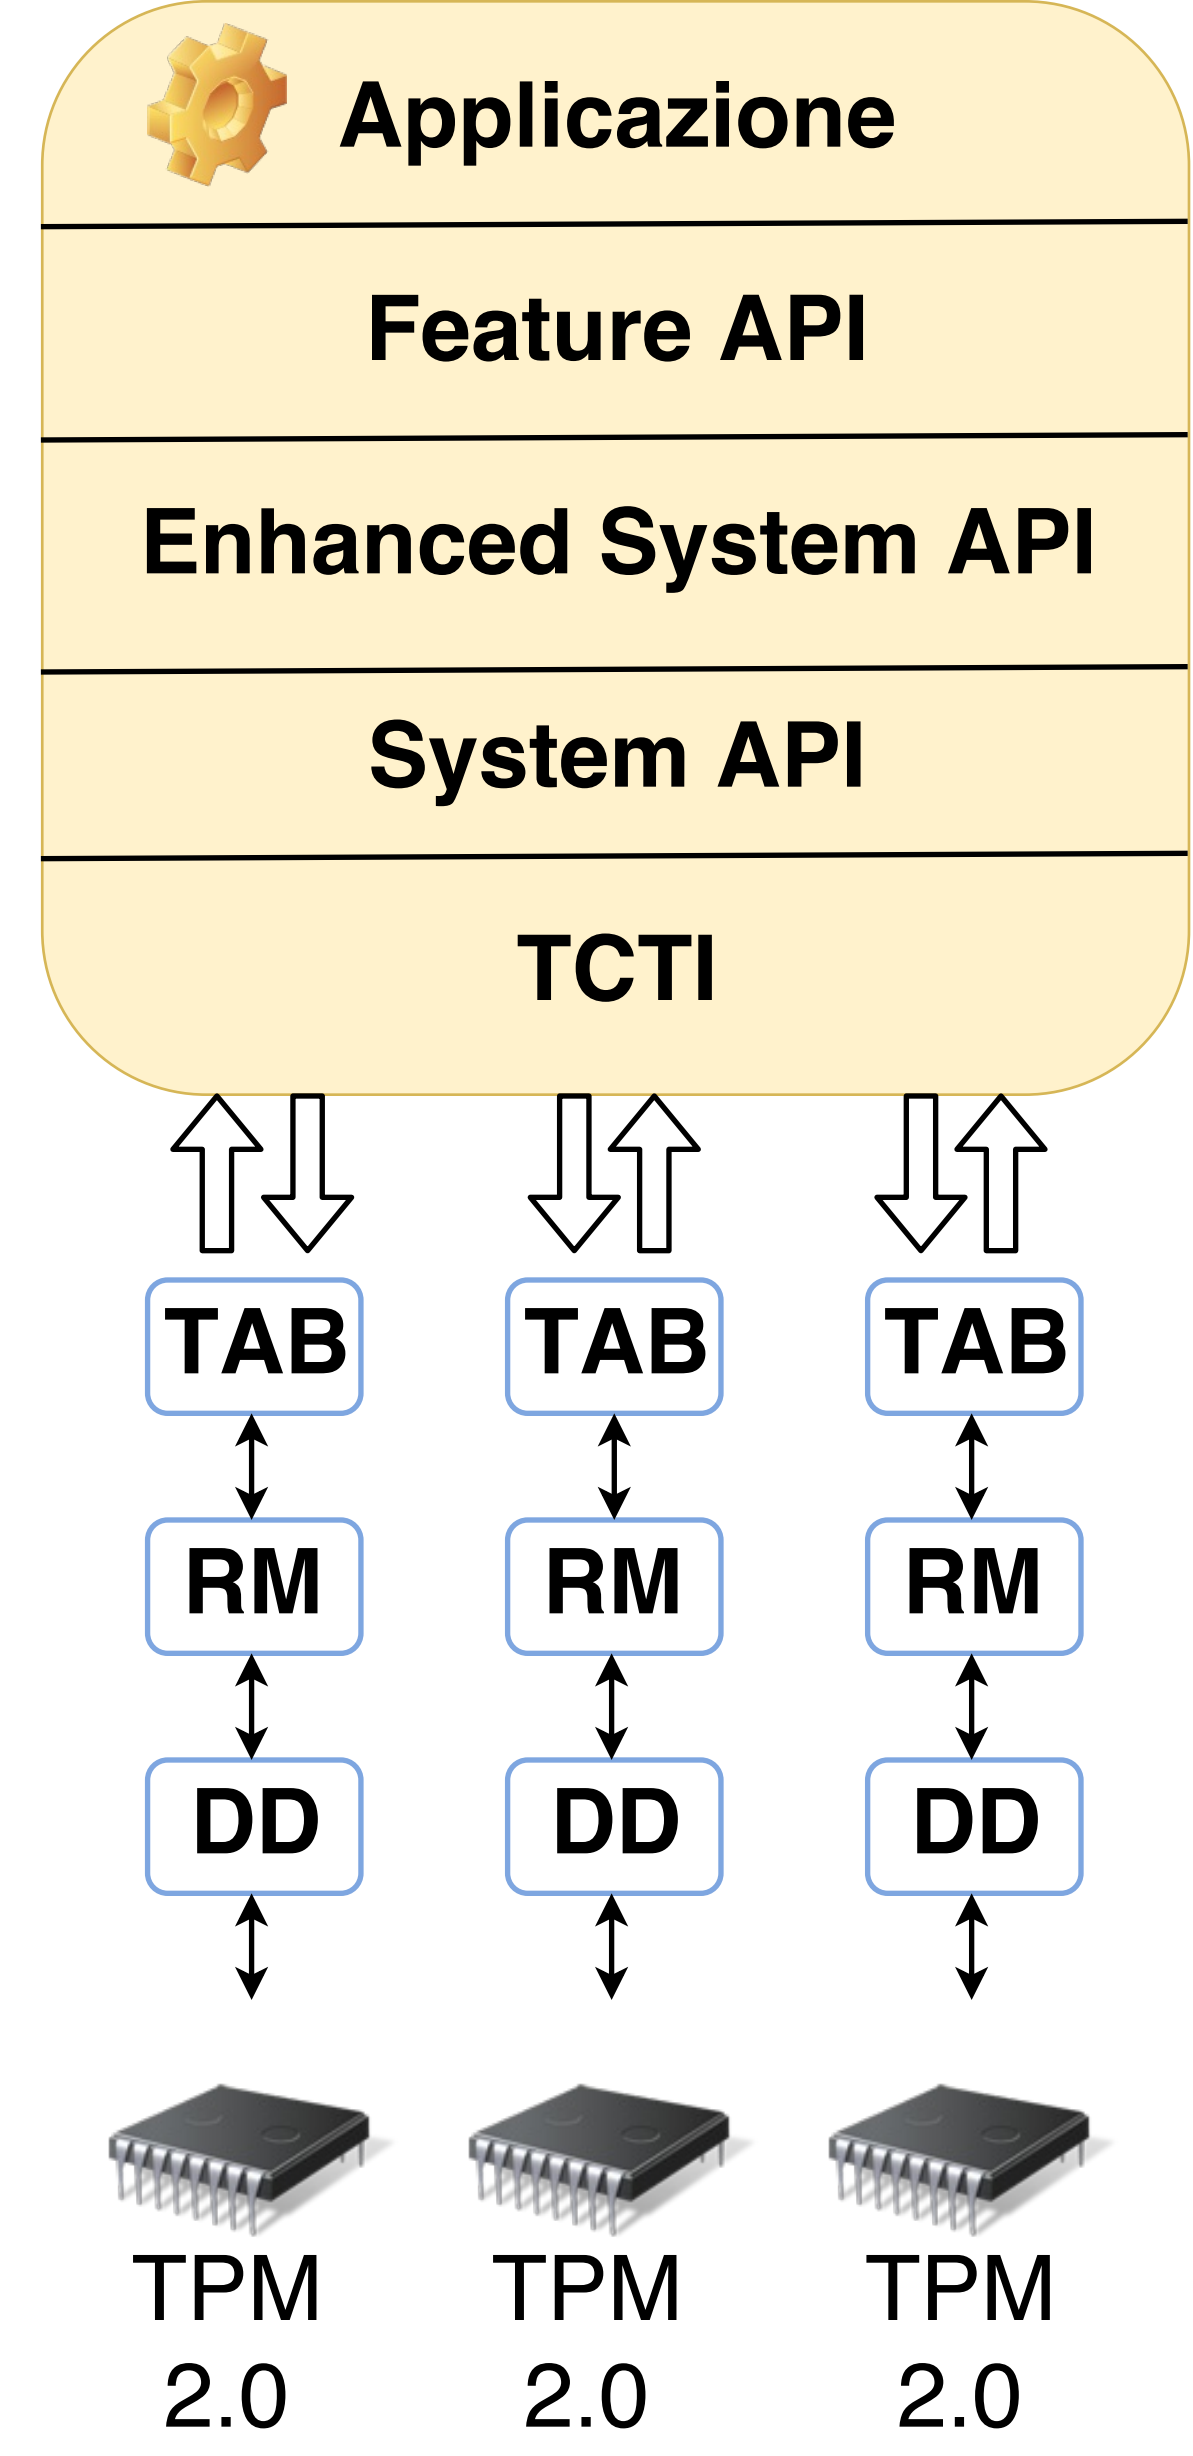 Applicazione
Feature API
Enhanced System API
System API
TCTI
TAB TAB TAB
RM RM RM
DD DD DD
TPM TPM TPM
2.0 2.0 2.0